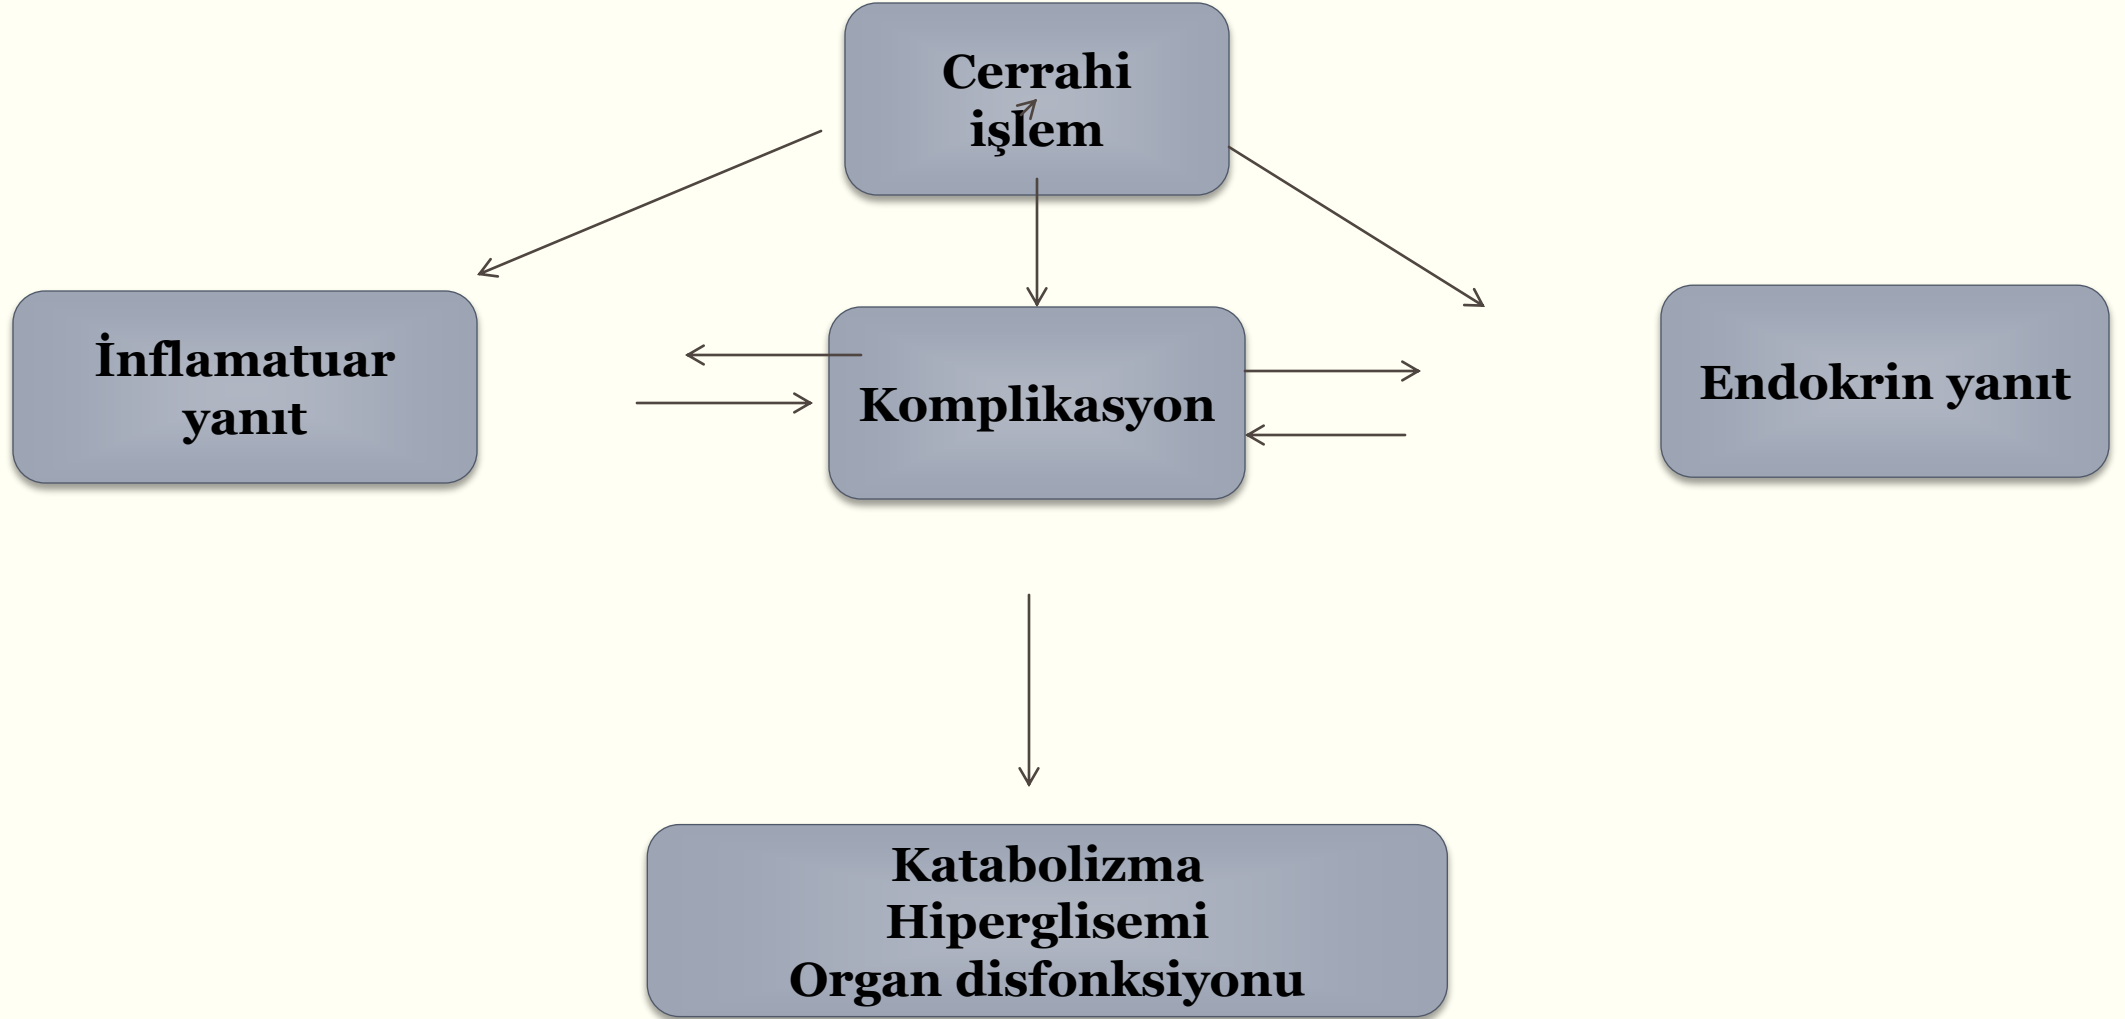 Cerrahi
işlem
İnflamatuar
yanıt
Komplikasyon
Endokrin yanıt
Katabolizma
Hiperglisemi
Organ disfonksiyonu